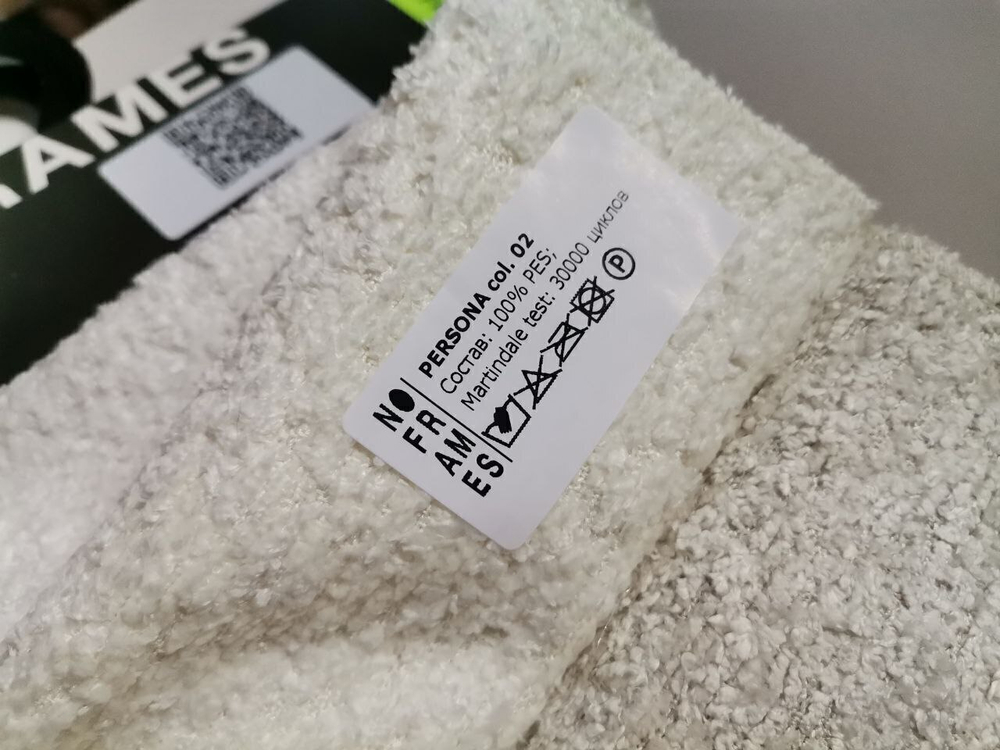 AMES
NO
FR
AM
ES
PERSONA col. 02
Состав: 100% PES;
Martindale test: 30000 циклов
P